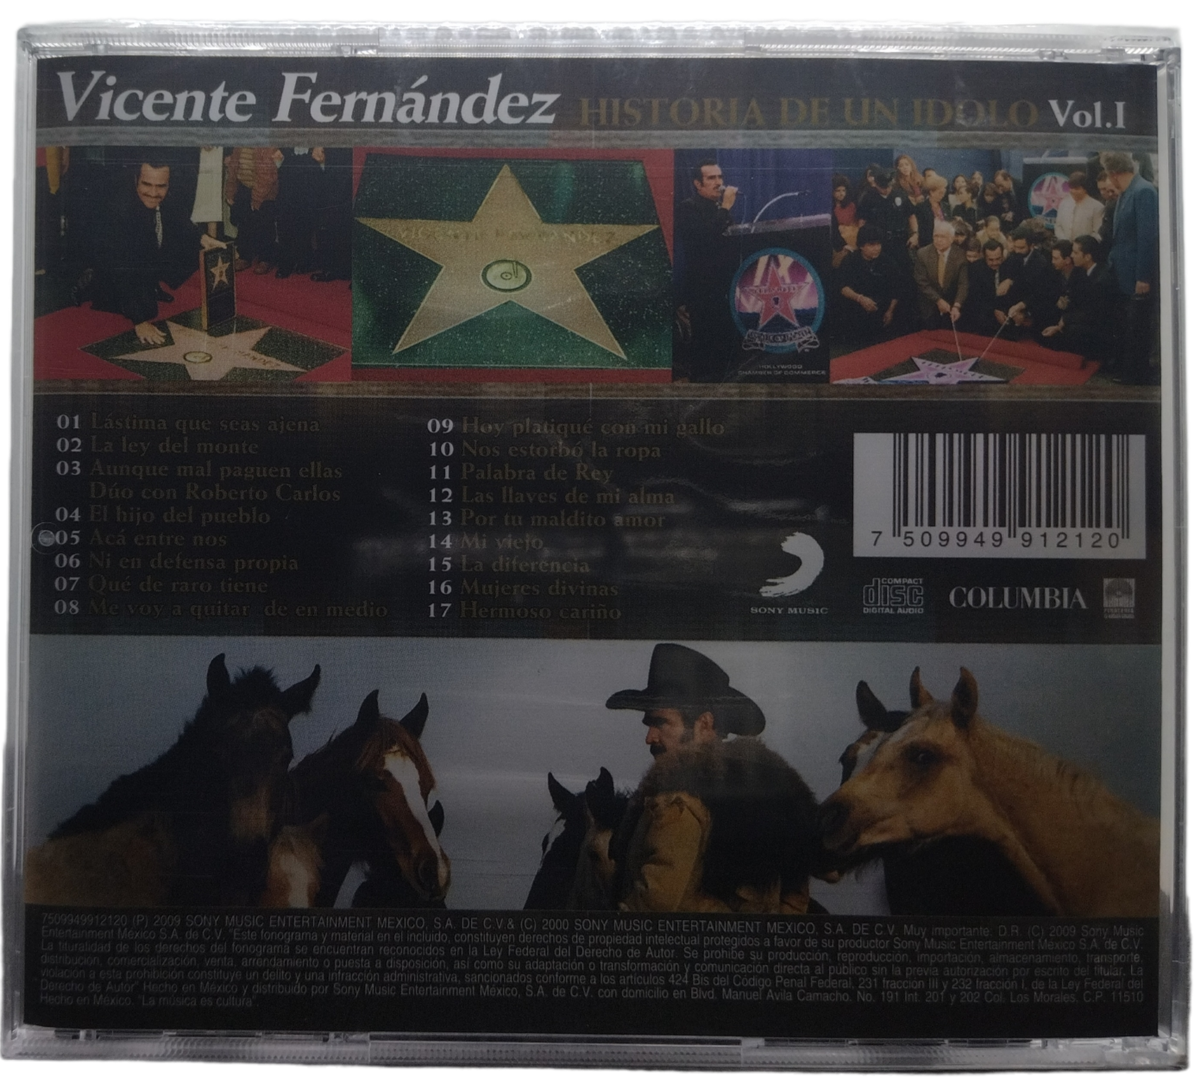 Vicente Fernández HISTORIA DE UN IDOLO Vol.I
VICENTE FERNANDEZ
HOLLYWOOD
CHAMBER OF COMMERCE
01 Lástima que seas ajena
02 La ley del monte
03 Aunque mal paguen ellas
Dúo con Roberto Carlos
04 El hijo del pueblo
05 Acá entre nos
06 Ni en defensa propia
07 Qué de raro tiene
08 Me voy a quitar de en medio
09 Hoy platiqué con mi gallo
10 Nos estorbó la ropa
11 Palabra de Rey
12 Las llaves de mi alma
13 Por tu maldito amor
14 Mi viejo
15 La diferencia
16 Mujeres divinas
17 Hermoso cariño
7 509949 912120
SONY MUSIC
COMPACT
disc
DIGITAL AUDIO
COLUMBIA
7509949912120 (P) 2009 SONY MUSIC ENTERTAINMENT MEXICO, S.A. DE C.V.& (C) 2000 SONY MUSIC ENTERTAINMENT MEXICO, S.A. DE C.V. Muy importante: D.R. (C) 2009 Sony Music
Entertainment Mexico S.A. de C.V. "Este fonograma y material en el incluido, constituyen derechos de propiedad intelectual protegidos a favor de su productor Sony Music Entertainment México S.A. de C.V.
La titularidad de los derechos del fonograma se encuentran reconocidos en la Ley Federal del Derecho de Autor. Se prohibe su producción, reproducción, importación, almacenamiento, transporte,
distribución, comercialización, venta, arrendamiento o puesta a disposición, así como su adaptación o transformación y comunicación directa al publico sin la previa autorización por escrito del titular. La
violación a esta prohibición constituye un delito y una infracción administrativa, sancionados conforme a los artículos 424 Bis del Código Penal Federal, 231 fracción III y 232 fracción I, de la Ley Federal del
Derecho de Autor" Hecho en México y distribuido por Sony Music Entertainment México, S.A. de C.V. con domicilio en Blvd. Manuel Avila Camacho, No. 191 Int. 201 y 202 Col. Los Morales, C.P. 11510
Hecho en México. "La música es cultura".